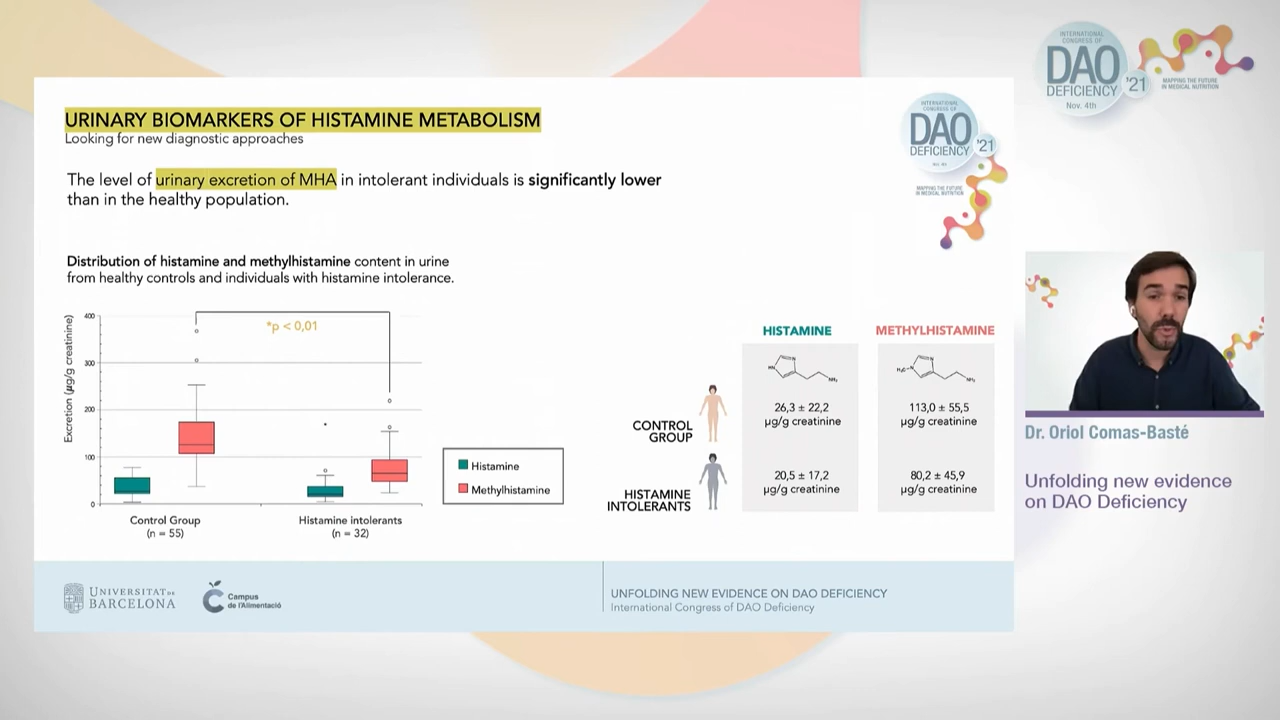 URINARY BIOMARKERS OF HISTAMINE METABOLISM
Looking for new diagnostic approaches
The level of urinary excretion of MHA in intolerant individuals is significantly lower
than in the healthy population.
Distribution of histamine and methylhistamine content in urine
from healthy controls and individuals with histamine intolerance.
Excretion (µg/g creatinine)
400
300
200
100
0
*p < 0,01
Control Group
(n = 55)
Histamine intolerants
(n = 32)
Histamine
Methylhistamine
HISTAMINE
METHYLHISTAMINE
HN
N
NH₂
H₃C
N
N
NH₂
CONTROL
GROUP
26,3 ± 22,2
µg/g creatinine
113,0 ± 55,5
µg/g creatinine
HISTAMINE
INTOLERANTS
20,5 ± 17,2
µg/g creatinine
80,2 ± 45,9
µg/g creatinine
INTERNATIONAL
CONGRESS OF
DAO
DEFICIENCY '21
MAPPING THE FUTURE
IN MEDICAL NUTRITION
UNIVERSITAT DE
BARCELONA
Campus
de l'Alimentació
UNFOLDING NEW EVIDENCE ON DAO DEFICIENCY
International Congress of DAO Deficiency
INTERNATIONAL
CONGRESS OF
DAO
DEFICIENCY '21
Nov. 4th
MAPPING THE FUTURE
IN MEDICAL NUTRITION
Dr. Oriol Comas-Basté
Unfolding new evidence
on DAO Deficiency